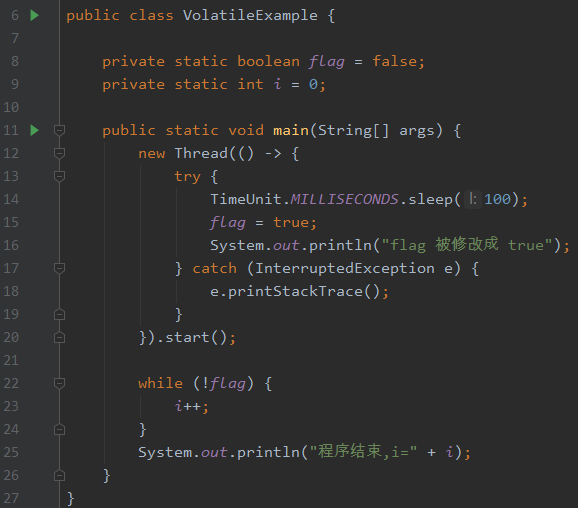 6 public class VolatileExample {
7
8     private static boolean flag = false;
9     private static int i = 0;
10
11     public static void main(String[] args) {
12         new Thread(() -> {
13             try {
14                 TimeUnit.MILLISECONDS.sleep( l: 100);
15                 flag = true;
16                 System.out.println("flag 被修改成 true");
17             } catch (InterruptedException e) {
18                 e.printStackTrace();
19             }
20         }).start();
21
22         while (!flag) {
23             i++;
24         }
25         System.out.println("程序结束,i=" + i);
26     }
27 }